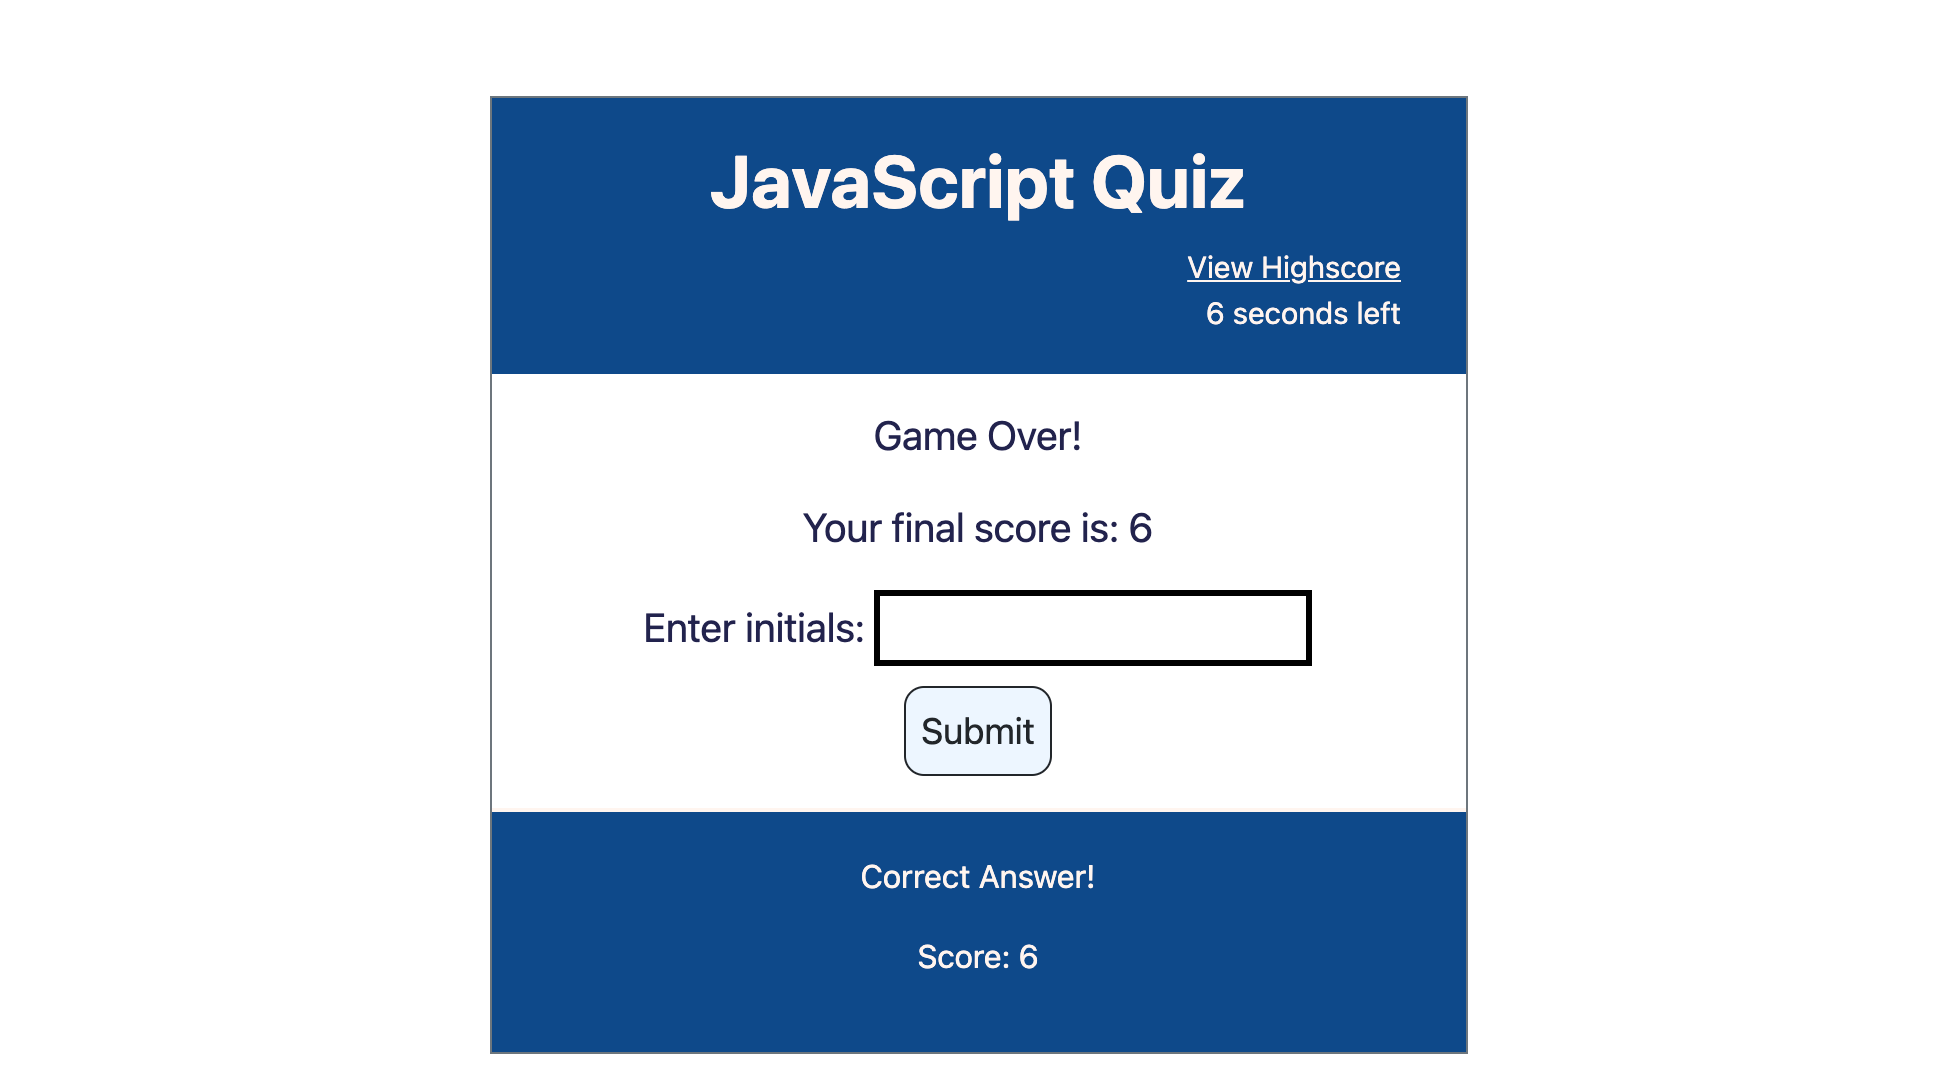 JavaScript Quiz
View Highscore
6 seconds left
Game Over!
Your final score is: 6
Enter initials:
Submit
Correct Answer!
Score: 6